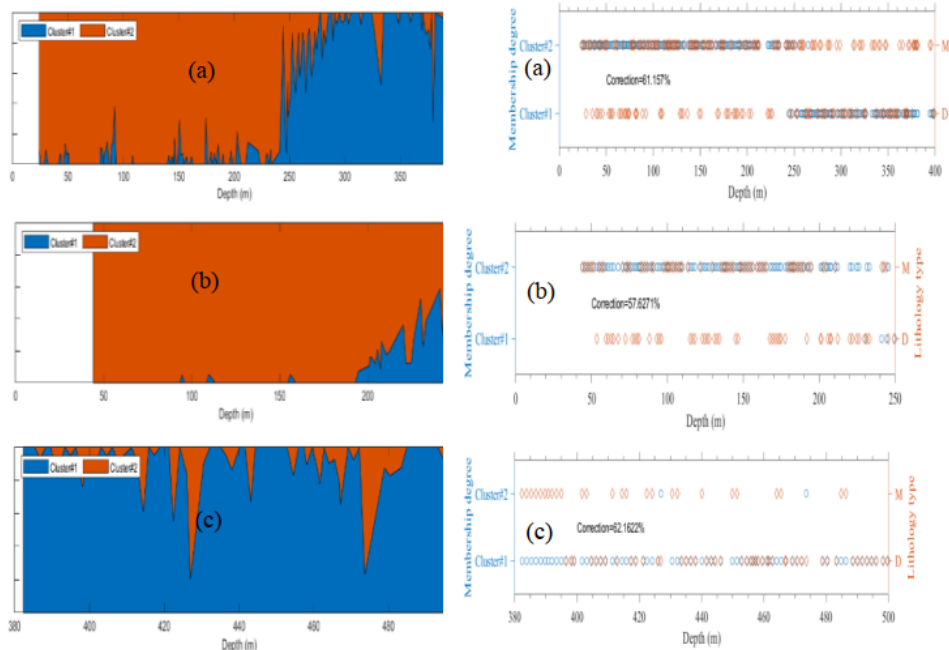 Cluster#1 Cluster#2
(a)
0 50 100 150 200 250 300 350
Depth (m)
Membership degree
Cluster#2
Cluster#1
(a)
Correction=61.157%
M
D
0 50 100 150 200 250 300 350 400
Depth (m)
Cluster#1 Cluster#2
(b)
0 50 100 150 200
Depth (m)
Membership degree
Cluster#2
Cluster#1
(b)
Correction=57.6271%
M
D
Lithology type
0 50 100 150 200 250
Depth (m)
Cluster#1 Cluster#2
(c)
380 400 420 440 460 480
Depth (m)
Membership degree
Cluster#2
Cluster#1
(c)
Correction=62.1622%
M
D
Lithology type
380 400 420 440 460 480 500
Depth (m)